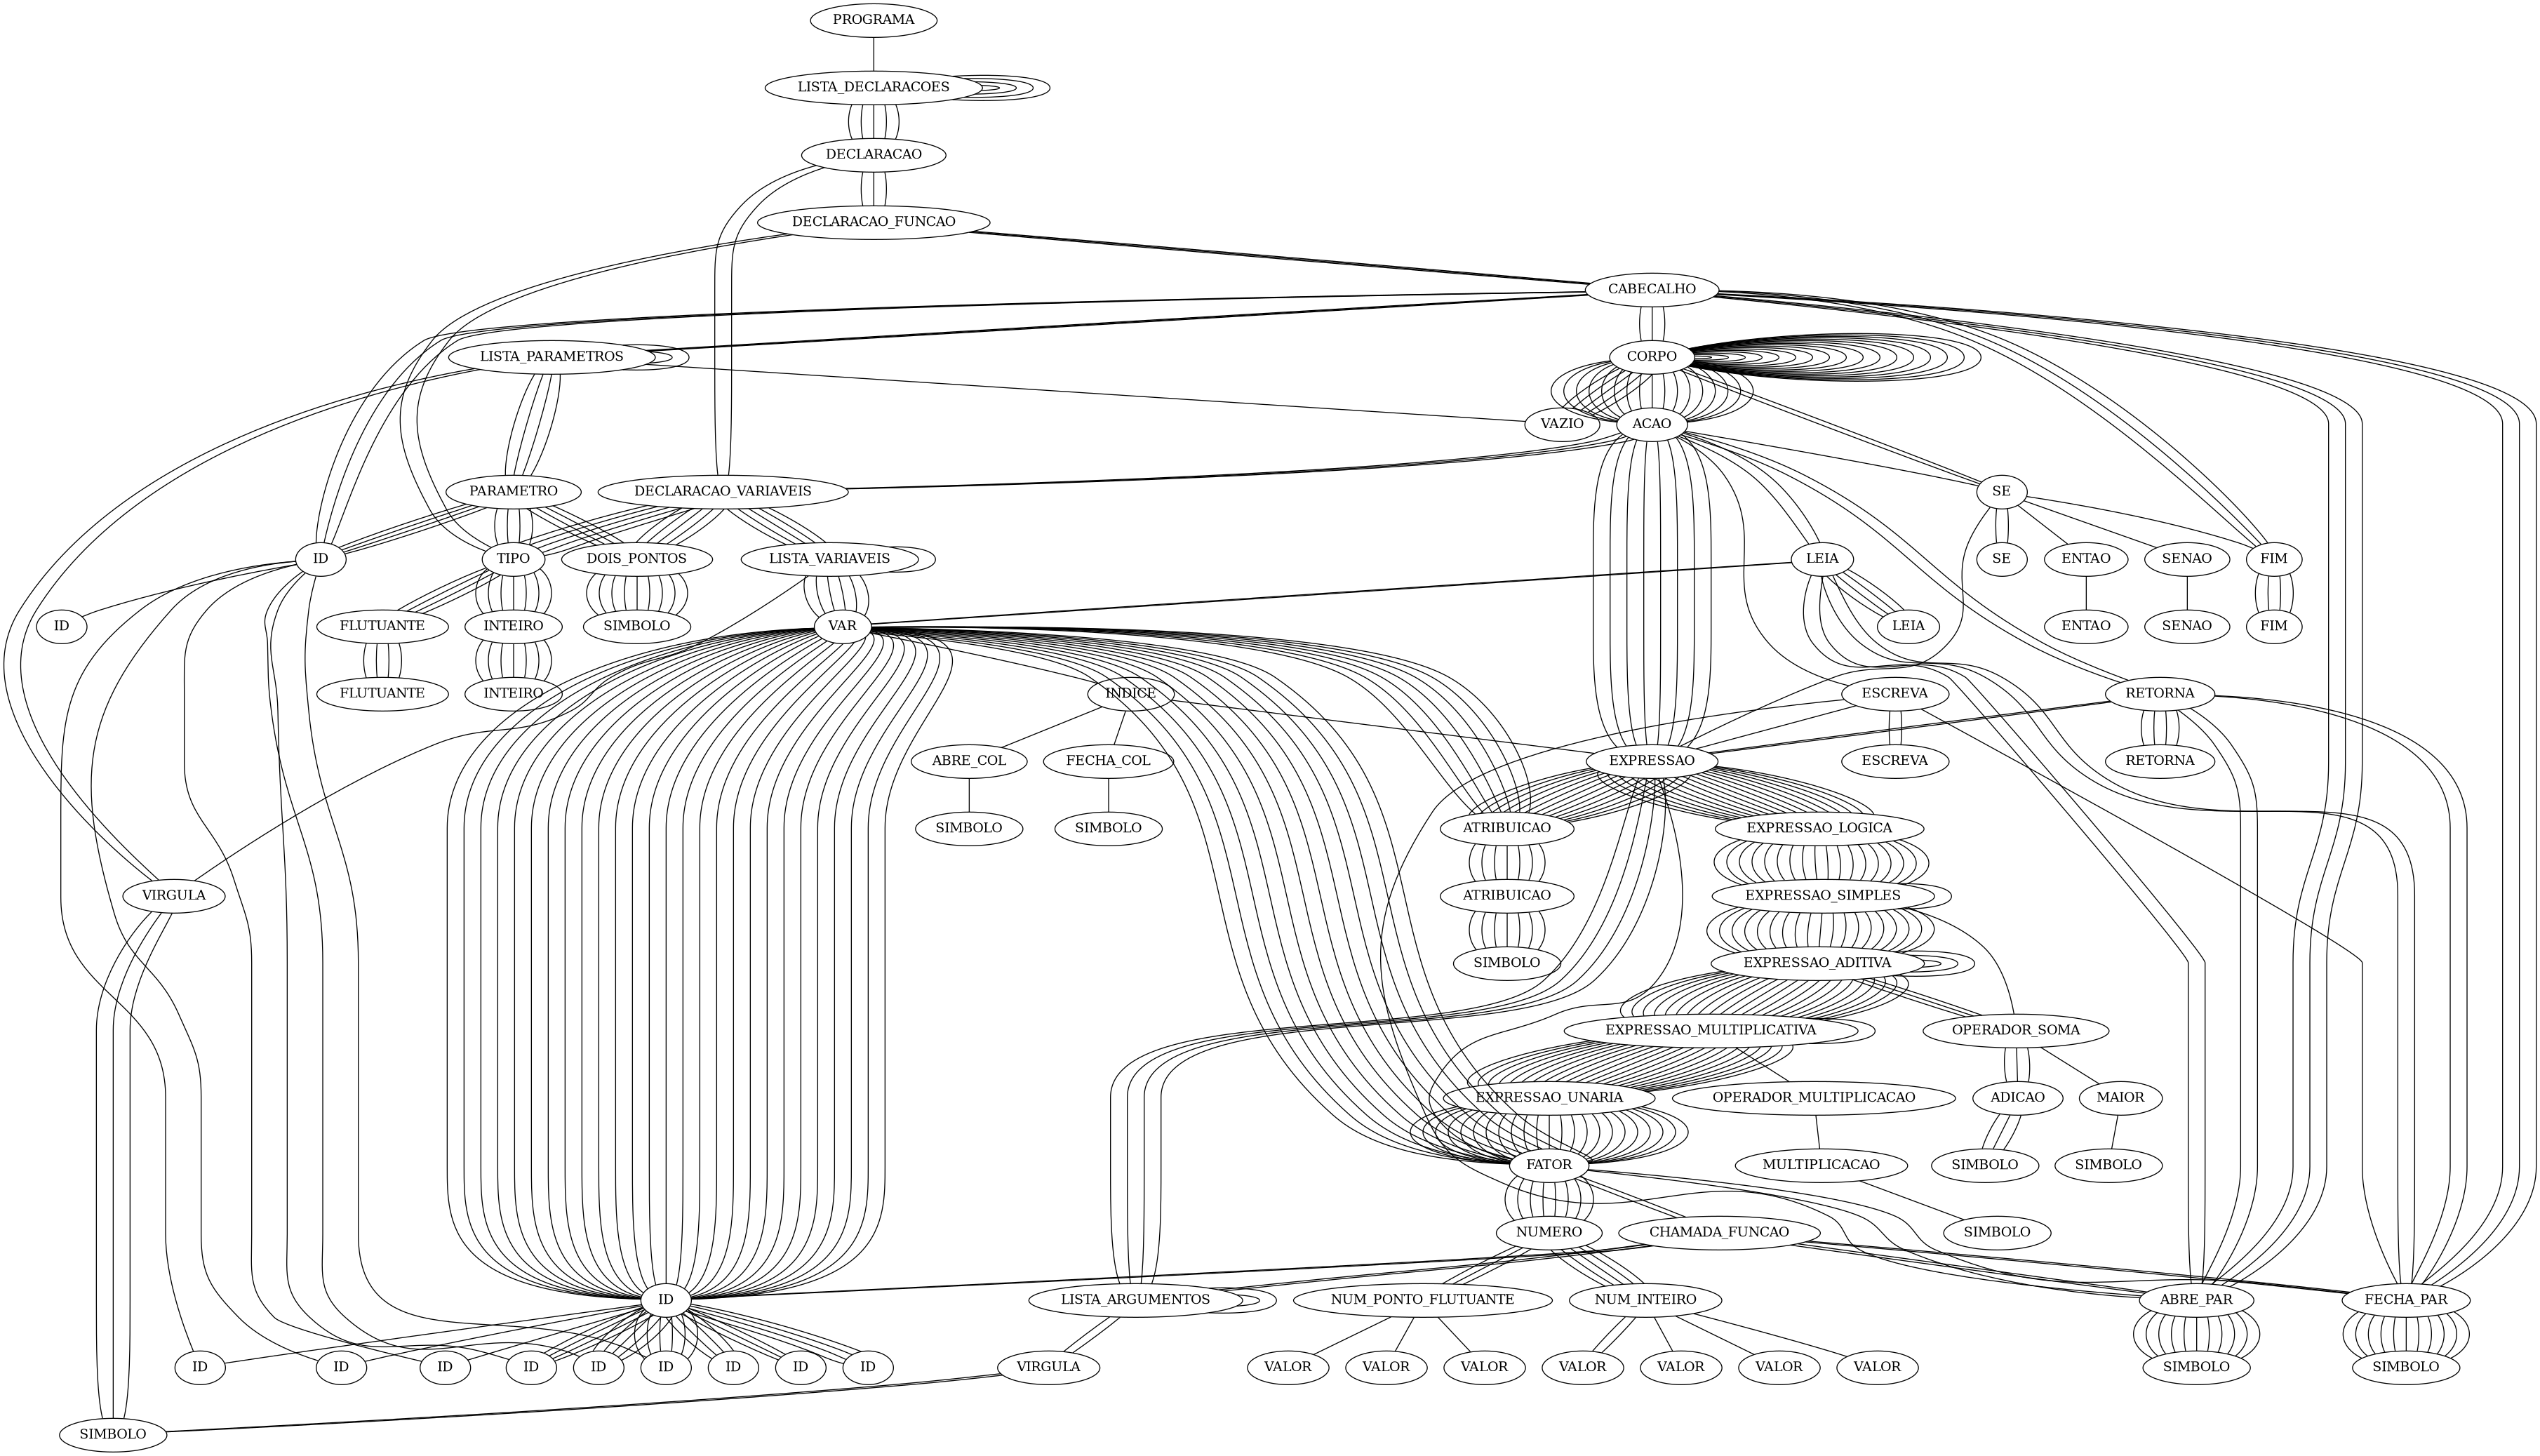 PROGRAMA
LISTA_DECLARACOES
DECLARACAO
DECLARACAO_FUNCAO
CABECALHO
LISTA_PARAMETROS
CORPO
VAZIO
ACAO
PARAMETRO
DECLARACAO_VARIAVEIS
SE
ID
TIPO
DOIS_PONTOS
LISTA_VARIAVEIS
LEIA
SE
ENTAO
SENAO
FIM
ID
FLUTUANTE
INTEIRO
SIMBOLO
VAR
LEIA
ENTAO
SENAO
FIM
FLUTUANTE
INTEIRO
INDICE
ESCREVA
RETORNA
ABRE_COL
FECHA_COL
EXPRESSAO
ESCREVA
RETORNA
SIMBOLO
SIMBOLO
ATRIBUICAO
EXPRESSAO_LOGICA
VIRGULA
ATRIBUICAO
EXPRESSAO_SIMPLES
SIMBOLO
EXPRESSAO_ADITIVA
EXPRESSAO_MULTIPLICATIVA
OPERADOR_SOMA
EXPRESSAO_UNARIA
OPERADOR_MULTIPLICACAO
ADICAO
MAIOR
FATOR
MULTIPLICACAO
SIMBOLO
SIMBOLO
NUMERO
CHAMADA_FUNCAO
SIMBOLO
ID
LISTA_ARGUMENTOS
NUM_PONTO_FLUTUANTE
NUM_INTEIRO
ABRE_PAR
FECHA_PAR
ID
ID
ID
ID
ID
ID
ID
ID
ID
VIRGULA
VALOR
VALOR
VALOR
VALOR
VALOR
VALOR
VALOR
SIMBOLO
SIMBOLO
SIMBOLO